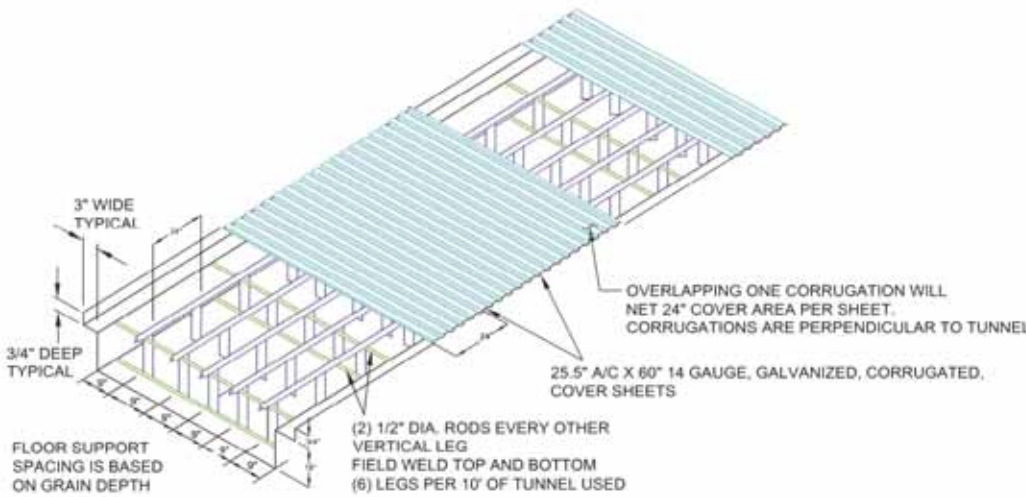 3" WIDE
TYPICAL
3/4" DEEP
TYPICAL
FLOOR SUPPORT
SPACING IS BASED
ON GRAIN DEPTH
(2) 1/2" DIA. RODS EVERY OTHER
VERTICAL LEG
FIELD WELD TOP AND BOTTOM
(6) LEGS PER 10' OF TUNNEL USED
OVERLAPPING ONE CORRUGATION WILL
NET 24" COVER AREA PER SHEET.
CORRUGATIONS ARE PERPENDICULAR TO TUNNEL
25.5" A/C X 60" 14 GAUGE, GALVANIZED, CORRUGATED,
COVER SHEETS